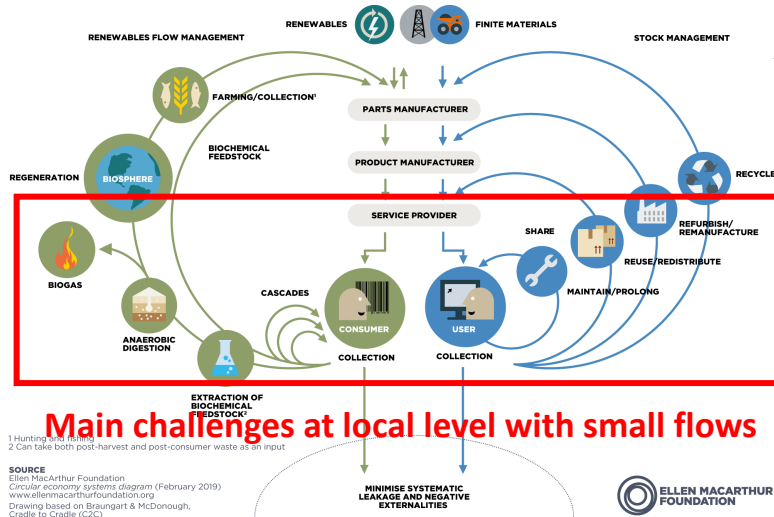 RENEWABLES
FINITE MATERIALS
RENEWABLES FLOW MANAGEMENT
STOCK MANAGEMENT
FARMING/COLLECTION¹
PARTS MANUFACTURER
BIOCHEMICAL
FEEDSTOCK
PRODUCT MANUFACTURER
REGENERATION
BIOSPHERE
RECYCLE
SERVICE PROVIDER
SHARE
REFURBISH/
REMANUFACTURE
REUSE/REDISTRIBUTE
BIOGAS
MAINTAIN/PROLONG
CASCADES
CONSUMER
USER
ANAEROBIC
DIGESTION
COLLECTION
COLLECTION
EXTRACTION OF
BIOCHEMICAL
FEEDSTOCK²
Main challenges at local level with small flows
1 Hunting and fishing
2 Can take both post-harvest and post-consumer waste as an input
SOURCE
Ellen MacArthur Foundation
Circular economy systems diagram (February 2019)
www.ellenmacarthurfoundation.org
Drawing based on Braungart & McDonough,
Cradle to Cradle (C2C)
MINIMISE SYSTEMATIC
LEAKAGE AND NEGATIVE
EXTERNALITIES
ELLEN MACARTHUR
FOUNDATION